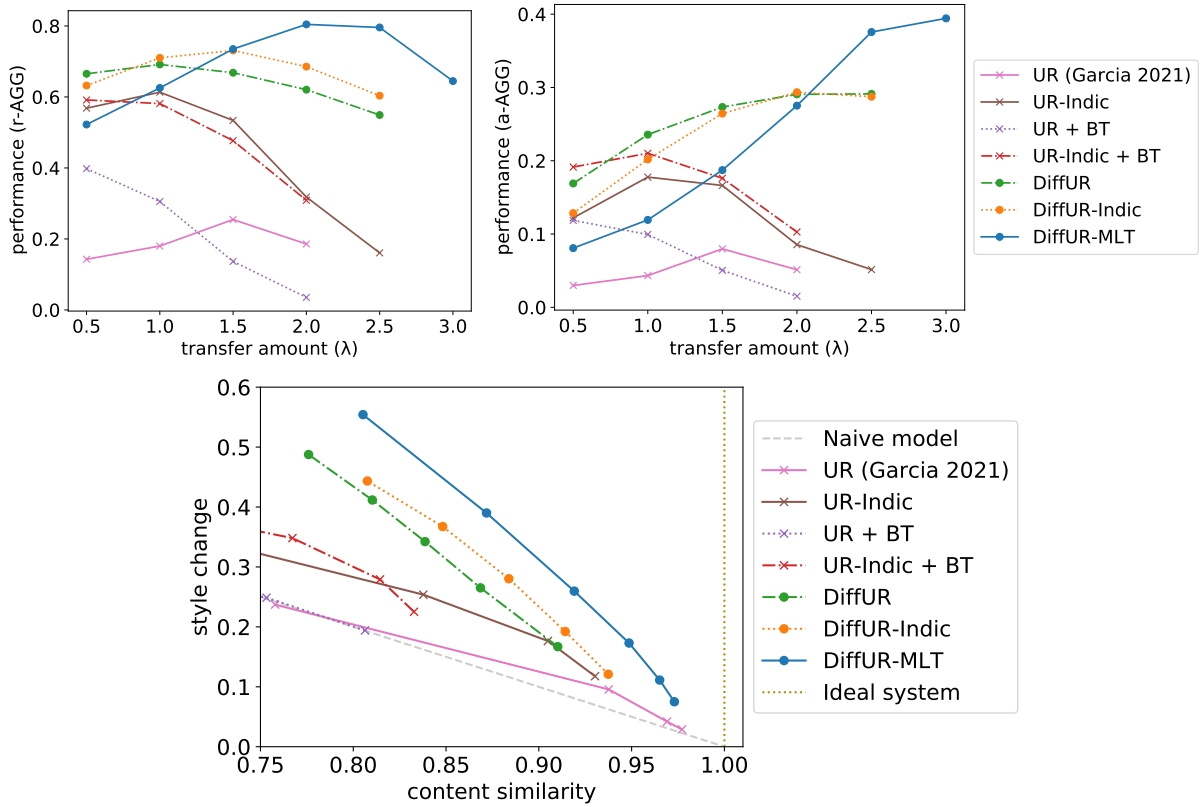 performance (r-AGG)
0.8
0.6
0.4
0.2
0.0
0.5 1.0 1.5 2.0 2.5 3.0
transfer amount (λ)
performance (a-AGG)
0.4
0.3
0.2
0.1
0.0
0.5 1.0 1.5 2.0 2.5 3.0
transfer amount (λ)
UR (Garcia 2021)
UR-Indic
UR + BT
UR-Indic + BT
DiffUR
DiffUR-Indic
DiffUR-MLT
style change
0.6
0.5
0.4
0.3
0.2
0.1
0.0
0.75 0.80 0.85 0.90 0.95 1.00
content similarity
Naive model
UR (Garcia 2021)
UR-Indic
UR + BT
UR-Indic + BT
DiffUR
DiffUR-Indic
DiffUR-MLT
Ideal system